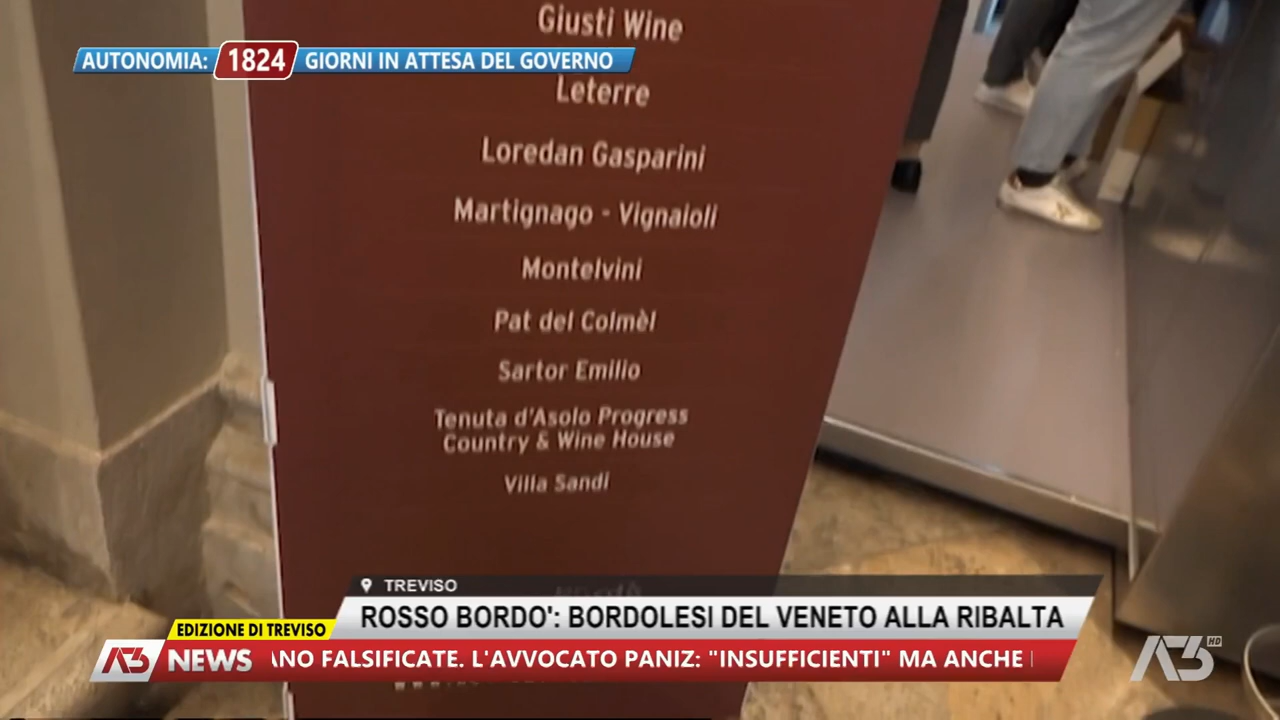 Giusti Wine
AUTONOMIA: 1824 GIORNI IN ATTESA DEL GOVERNO
Leterre
Loredan Gasparini
Martignago - Vignaioli
Montelvini
Pat del Colmèl
Sartor Emilio
Tenuta d'Asolo Progress
Country & Wine House
Villa Sandi
TREVISO
ROSSO BORDO': BORDOLESI DEL VENETO ALLA RIBALTA
EDIZIONE DI TREVISO
A3 NEWS ANO FALSIFICATE. L'AVVOCATO PANIZ: "INSUFFICIENTI" MA ANCHE
A3 HD